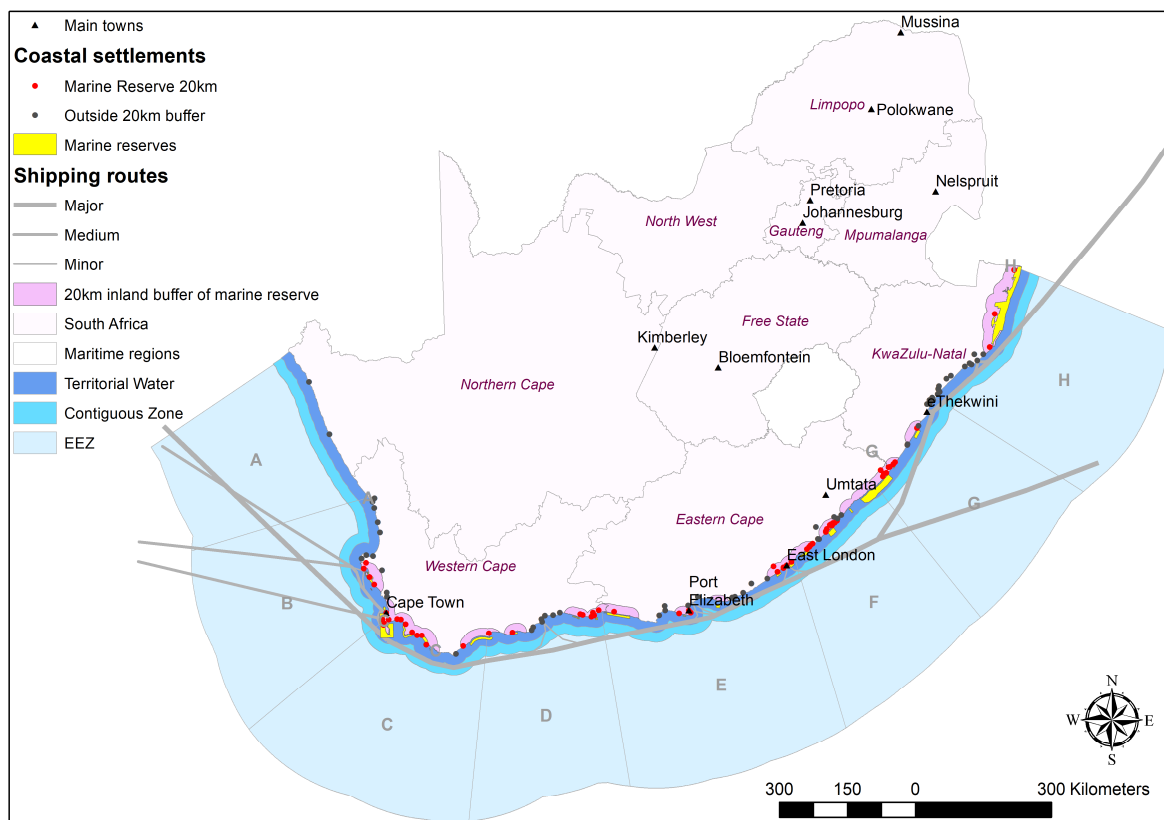 Main towns
Coastal settlements
Marine Reserve 20km
Outside 20km buffer
Marine reserves
Shipping routes
Major
Medium
Minor
20km inland buffer of marine reserve
South Africa
Maritime regions
Territorial Water
Contiguous Zone
EEZ
Mussina
Limpopo
Polokwane
Nelspruit
Pretoria
Johannesburg
North West
Gauteng
Mpumalanga
H
Free State
Kimberley
Bloemfontein
KwaZulu-Natal
Northern Cape
H
eThekwini
A
G
A
Umtata
G
Eastern Cape
East London
Western Cape
Port
Elizabeth
Cape Town
B
F
E
D
C
N
W
E
S
300
150
0
300 Kilometers